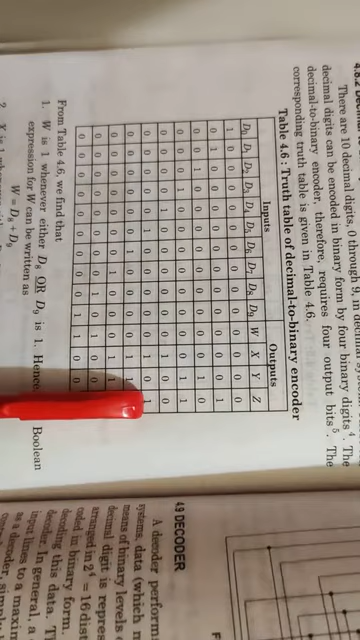 There are 10 decimal digits, 0 through 9, in decimal
decimal digits can be encoded in binary form by four binary digits⁴. The
decimal-to-binary encoder, therefore, requires four output bits⁵. The
corresponding truth table is given in Table 4.6.
Table 4.6 : Truth table of decimal-to-binary encoder
Inputs Outputs
D₀ D₁ D₂ D₃ D₄ D₅ D₆ D₇ D₈ D₉ W X Y Z
1 0 0 0 0 0 0 0 0 0 0 0 0 0
0 1 0 0 0 0 0 0 0 0 0 0 0 1
0 0 1 0 0 0 0 0 0 0 0 0 1 0
0 0 0 1 0 0 0 0 0 0 0 0 1 1
0 0 0 0 1 0 0 0 0 0 0 1 0 0
0 0 0 0 0 1 0 0 0 0 0 1 0 1
0 0 0 0 0 0 1 0 0 0 0 1 1
0 0 0 0 0 0 0 1 0 0 0 1 1
0 0 0 0 0 0 0 0 1 0 1 0 0
0 0 0 0 0 0 0 0 0 1 1 0 0
From Table 4.6, we find that
1. W is 1 whenever either D₈ OR D₉ is 1. Hence Boolean
expression for W can be written as
W = D₈ + D₉
4.9 DECODER
A decoder perform
systems, data (which
means of binary levels
decimal digit is repres
arranged in 2⁴ = 16 dist
coded in binary form.
decoding this data. T
decoder. In general, a
input lines to a maxim
as a decoder, simply